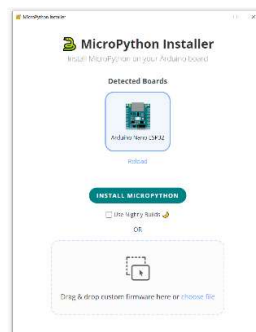 MicroPython Installer
MicroPython Installer
Install MicroPython on your Arduino board
Detected Boards
Arduino Nano ESP32
Reload
INSTALL MICROPYTHON
Use Nightly Builds 🌙
OR
Drag & drop custom firmware here or choose file